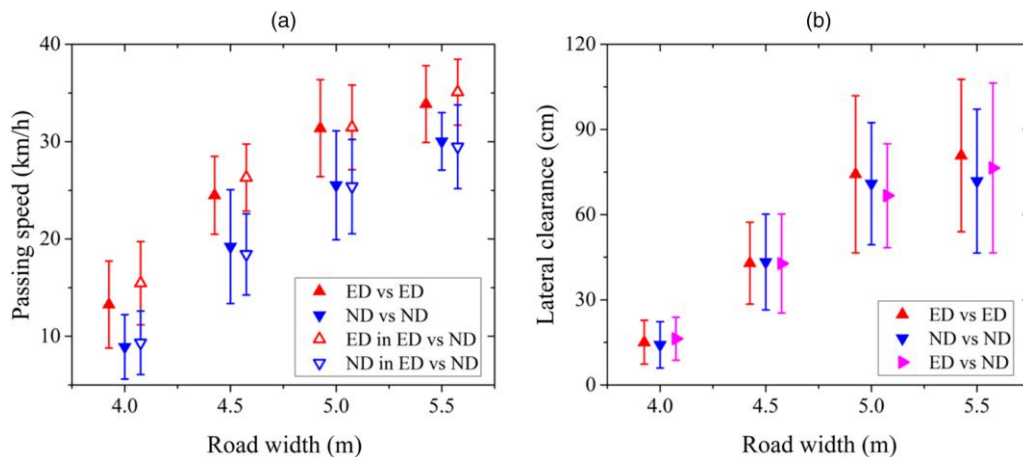 (a)
40
30
20
10
Passing speed (km/h)
ED vs ED
ND vs ND
ED in ED vs ND
ND in ED vs ND
4.0 4.5 5.0 5.5
Road width (m)
(b)
120
90
60
30
0
Lateral clearance (cm)
ED vs ED
ND vs ND
ED vs ND
4.0 4.5 5.0 5.5
Road width (m)